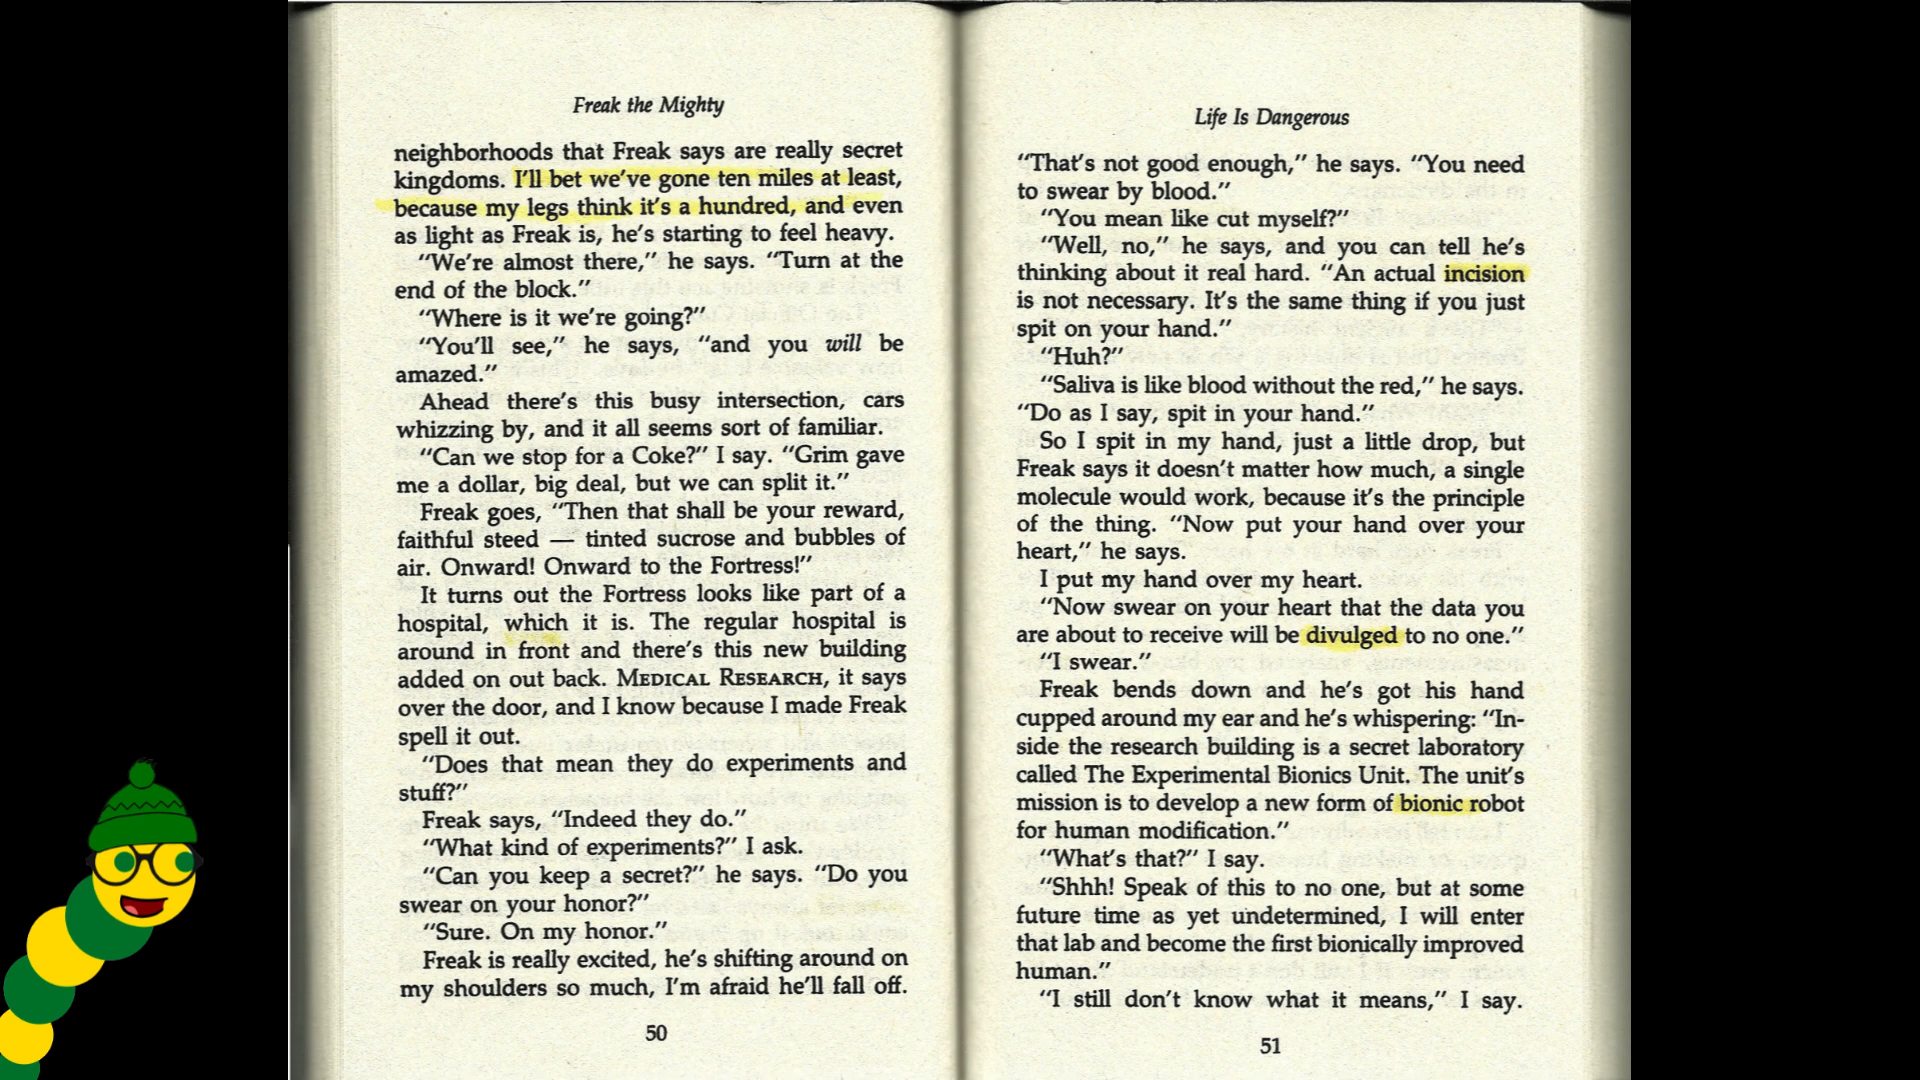 Freak the Mighty
neighborhoods that Freak says are really secret
kingdoms. I'll bet we've gone ten miles at least,
because my legs think it's a hundred, and even
as light as Freak is, he's starting to feel heavy.
“We're almost there,” he says. “Turn at the
end of the block.”
“Where is it we're going?”
“You'll see,” he says, “and you will be
amazed.”
Ahead there's this busy intersection, cars
whizzing by, and it all seems sort of familiar.
“Can we stop for a Coke?” I say. “Grim gave
me a dollar, big deal, but we can split it.”
Freak goes, “Then that shall be your reward,
faithful steed — tinted sucrose and bubbles of
air. Onward! Onward to the Fortress!”
It turns out the Fortress looks like part of a
hospital, which it is. The regular hospital is
around in front and there's this new building
added on out back. MEDICAL RESEARCH, it says
over the door, and I know because I made Freak
spell it out.
“Does that mean they do experiments and
stuff?”
Freak says, “Indeed they do.”
“What kind of experiments?” I ask.
“Can you keep a secret?” he says. “Do you
swear on your honor?”
“Sure. On my honor.”
Freak is really excited, he's shifting around on
my shoulders so much, I'm afraid he'll fall off.
50
Life Is Dangerous
“That's not good enough,” he says. “You need
to swear by blood.”
“You mean like cut myself?”
“Well, no,” he says, and you can tell he's
thinking about it real hard. “An actual incision
is not necessary. It's the same thing if you just
spit on your hand.”
“Huh?”
“Saliva is like blood without the red,” he says.
“Do as I say, spit in your hand.”
So I spit in my hand, just a little drop, but
Freak says it doesn't matter how much, a single
molecule would work, because it's the principle
of the thing. “Now put your hand over your
heart,” he says.
I put my hand over my heart.
“Now swear on your heart that the data you
are about to receive will be divulged to no one.”
“I swear.”
Freak bends down and he's got his hand
cupped around my ear and he's whispering: “In-
side the research building is a secret laboratory
called The Experimental Bionics Unit. The unit's
mission is to develop a new form of bionic robot
for human modification.”
“What's that?” I say.
“Shhh! Speak of this to no one, but at some
future time as yet undetermined, I will enter
that lab and become the first bionically improved
human.”
“I still don't know what it means,” I say.
51